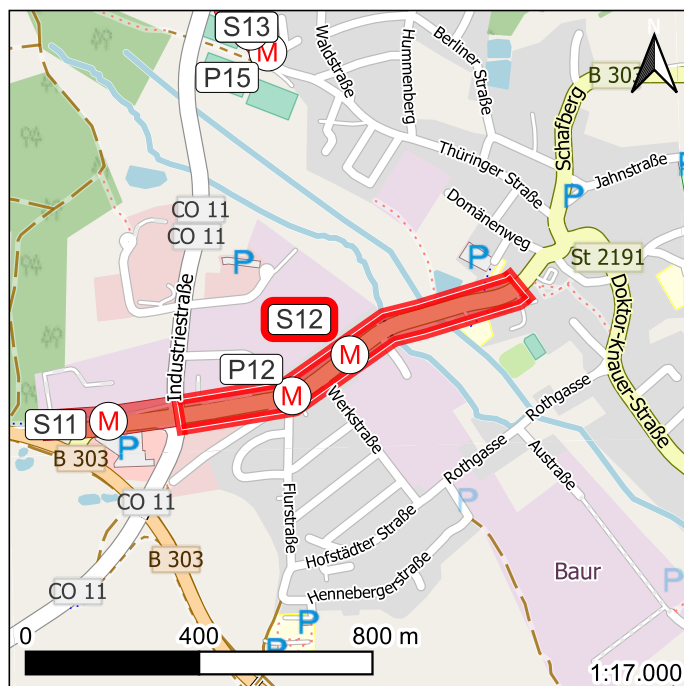 S13
M
P15
N
B 303
Waldstraße
Hummenberg
Berliner Straße
Schafberg
Thüringer Straße
Jahnstraße
P
P
CO 11
CO 11
Domänenweg
P
P
St 2191
Industriestraße
S12
Doktor-Knauer-Straße
M
P12
M
Werkstraße
Rothgasse
S11
M
P
B 303
Rothgasse
Austraße
P
CO 11
Flurstraße
Hofstädter Straße
B 303
Hennebergerstraße
Baur
P
CO 11
P
P
0 400 800 m
1:17.000